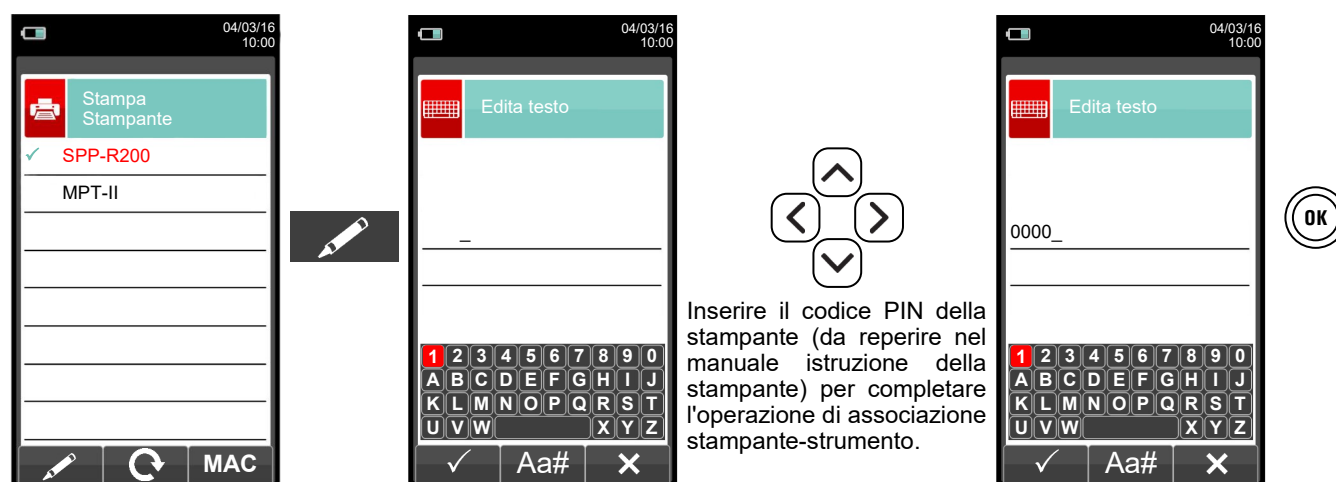 04/03/16
10:00
Stampa
Stampante
✓ SPP-R200
MPT-II
MAC
04/03/16
10:00
Edita testo
_
1 2 3 4 5 6 7 8 9 0
A B C D E F G H I J
K L M N O P Q R S T
U V W X Y Z
✓ Aa# ✕
Inserire il codice PIN della
stampante (da reperire nel
manuale istruzione della
stampante) per completare
l'operazione di associazione
stampante-strumento.
04/03/16
10:00
Edita testo
0000_
1 2 3 4 5 6 7 8 9 0
A B C D E F G H I J
K L M N O P Q R S T
U V W X Y Z
✓ Aa# ✕
OK